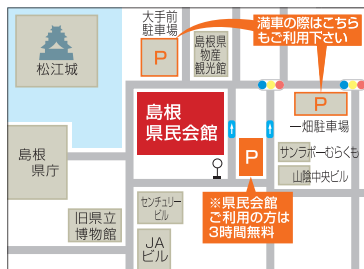 大手前
駐車場
P
松江城
島根県
物産
観光館
満車の際はこちら
もご利用下さい
P
一畑駐車場
島根
県民会館
P
サンラポーむらくも
山陰中央ビル
島根
県庁
※県民会館
ご利用の方は
3時間無料
センチュリー
ビル
旧県立
博物館
JA
ビル